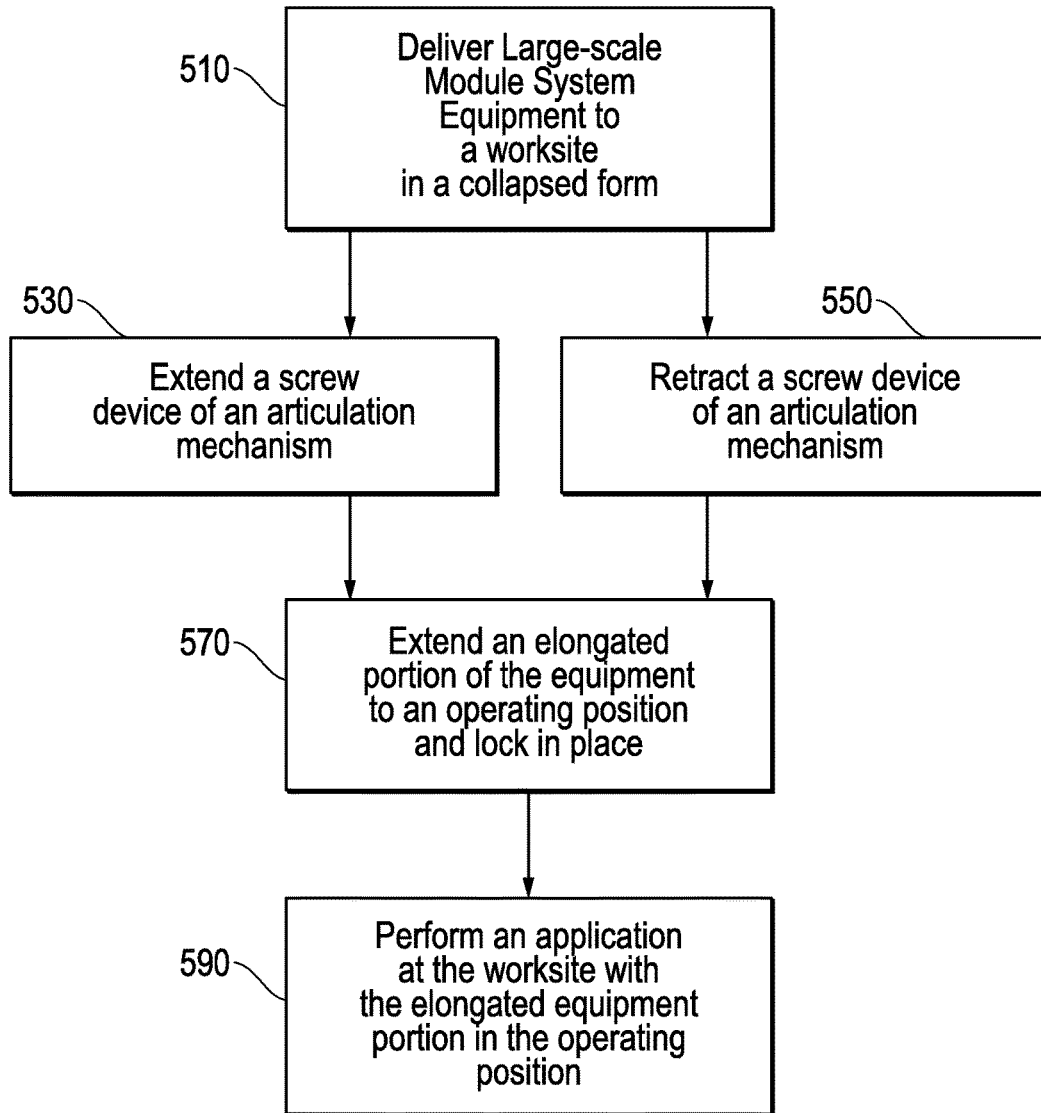 510
Deliver Large-scale
Module System
Equipment to
a worksite
in a collapsed form
530
Extend a screw
device of an articulation
mechanism
550
Retract a screw device
of an articulation
mechanism
570
Extend an elongated
portion of the equipment
to an operating position
and lock in place
590
Perform an application
at the worksite with
the elongated equipment
portion in the operating
position